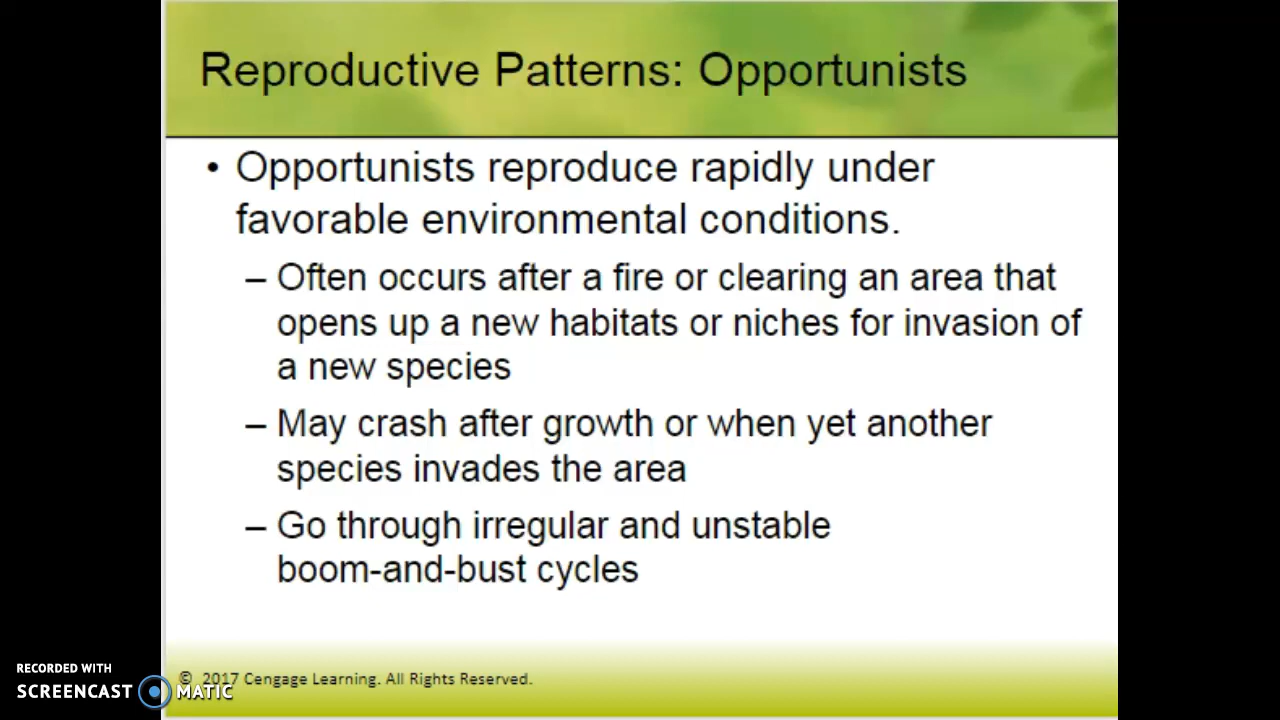 Reproductive Patterns: Opportunists
• Opportunists reproduce rapidly under
favorable environmental conditions.
– Often occurs after a fire or clearing an area that
opens up a new habitats or niches for invasion of
a new species
– May crash after growth or when yet another
species invades the area
– Go through irregular and unstable
boom-and-bust cycles
© 2017 Cengage Learning. All Rights Reserved.
RECORDED WITH
SCREENCAST MATIC